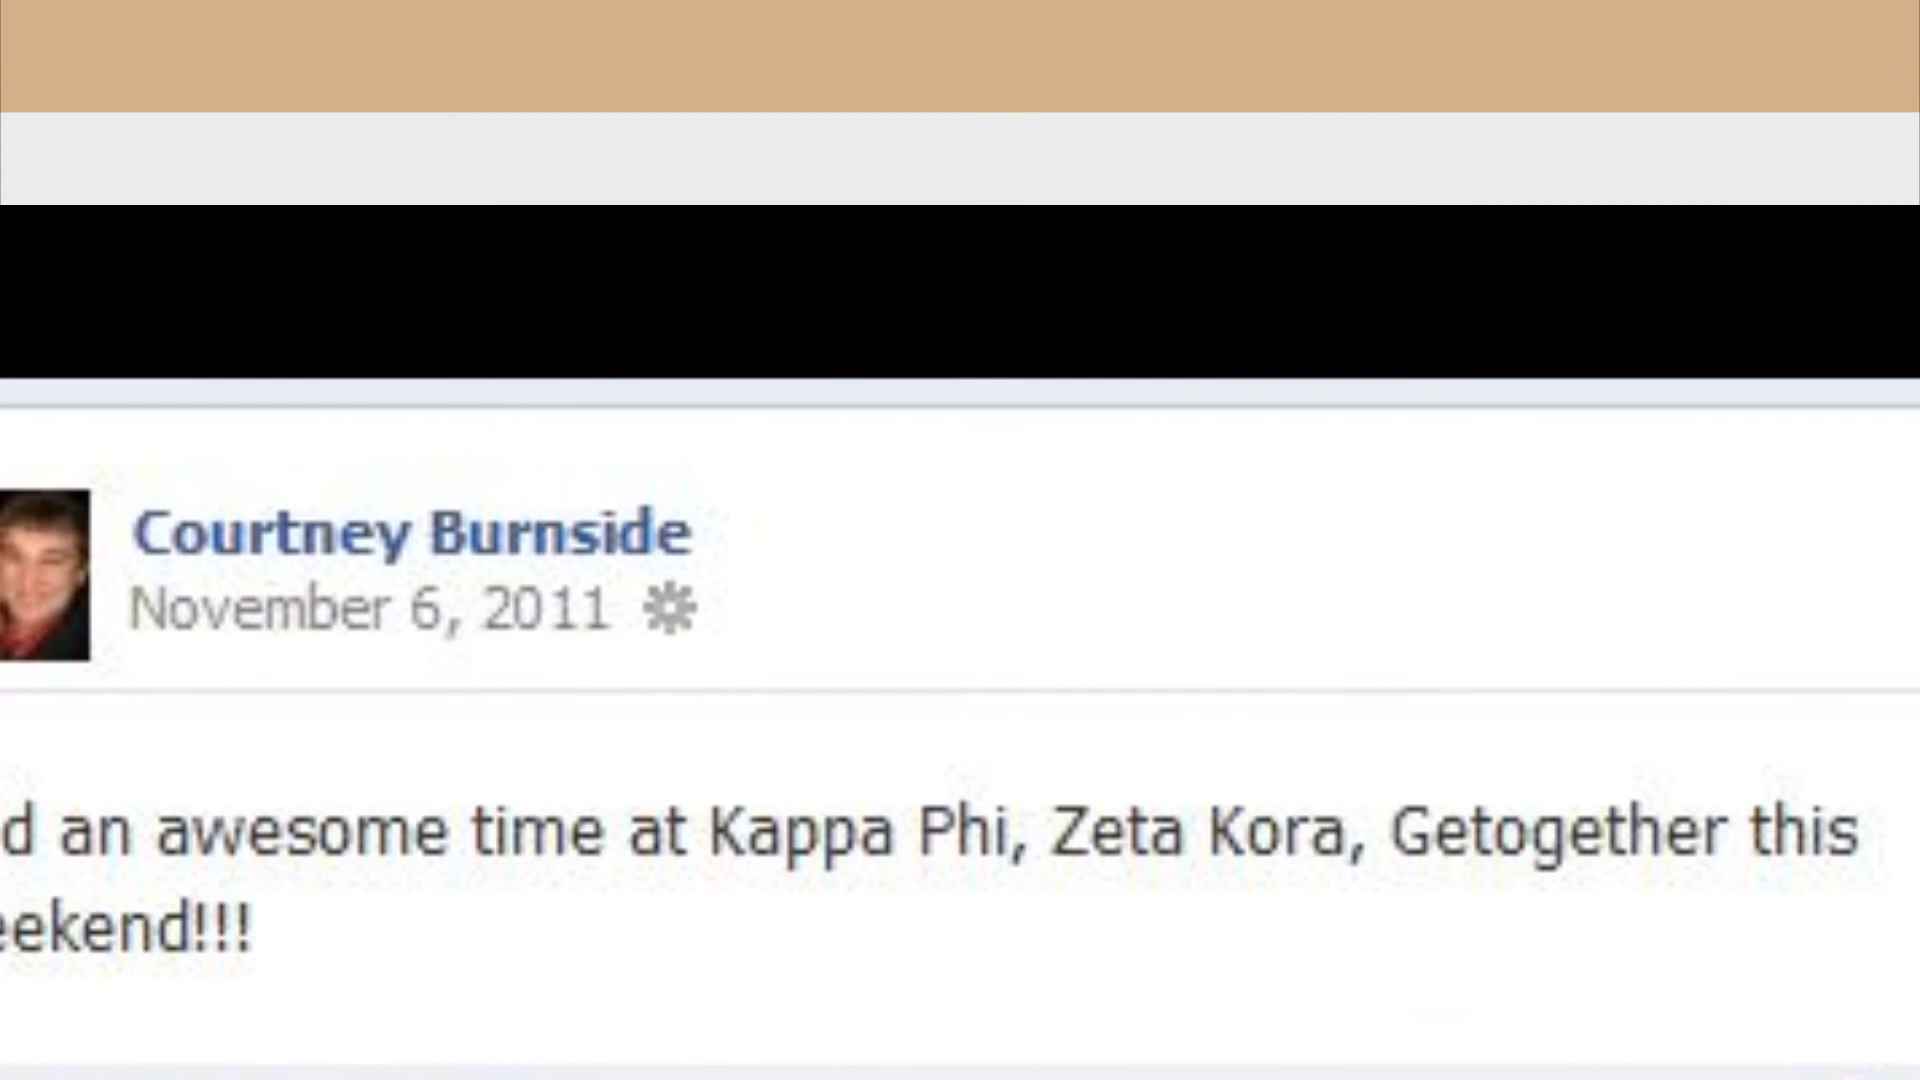 Courtney Burnside
November 6, 2011
d an awesome time at Kappa Phi, Zeta Kora, Getogether this
eekend!!!